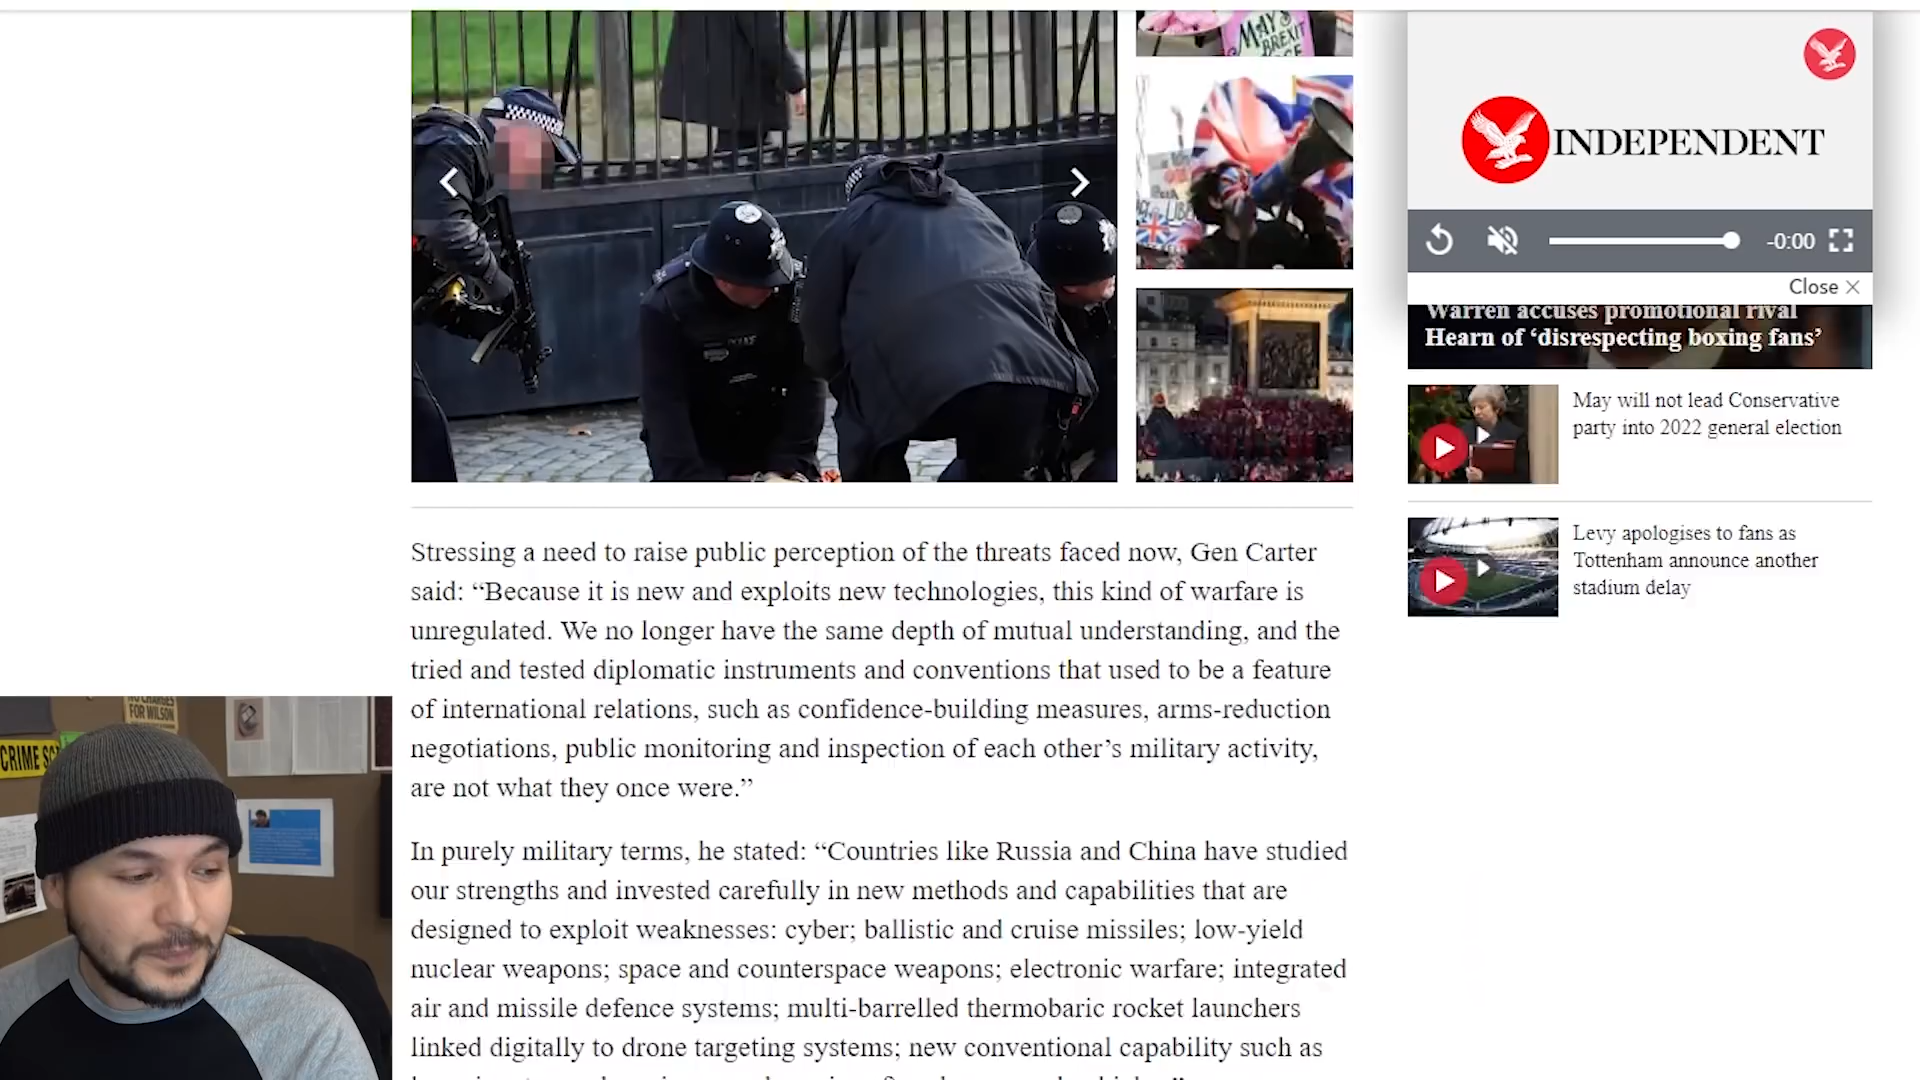 MAY'S
BREXIT
INDEPENDENT
-0:00
Close
Warren accuses promotional rival
Hearn of ‘disrespecting boxing fans’
May will not lead Conservative
party into 2022 general election
Levy apologises to fans as
Tottenham announce another
stadium delay
Stressing a need to raise public perception of the threats faced now, Gen Carter
said: “Because it is new and exploits new technologies, this kind of warfare is
unregulated. We no longer have the same depth of mutual understanding, and the
tried and tested diplomatic instruments and conventions that used to be a feature
of international relations, such as confidence-building measures, arms-reduction
negotiations, public monitoring and inspection of each other’s military activity,
are not what they once were.”
In purely military terms, he stated: “Countries like Russia and China have studied
our strengths and invested carefully in new methods and capabilities that are
designed to exploit weaknesses: cyber; ballistic and cruise missiles; low-yield
nuclear weapons; space and counterspace weapons; electronic warfare; integrated
air and missile defence systems; multi-barrelled thermobaric rocket launchers
linked digitally to drone targeting systems; new conventional capability such as
FOR WILSON
CRIME